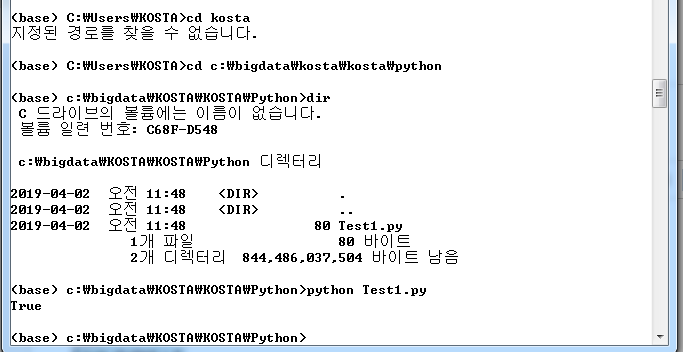 (base) C:₩Users₩KOSTA>cd kosta
지정된 경로를 찾을 수 없습니다.
(base) C:₩Users₩KOSTA>cd c:₩bigdata₩kosta₩kosta₩python
(base) c:₩bigdata₩KOSTA₩KOSTA₩Python>dir
C 드라이브의 볼륨에는 이름이 없습니다.
볼륨 일련 번호: C68F-D548
c:₩bigdata₩KOSTA₩KOSTA₩Python 디렉터리
2019-04-02 오전 11:48 <DIR> .
2019-04-02 오전 11:48 <DIR> ..
2019-04-02 오전 11:48 80 Test1.py
1개 파일 80 바이트
2개 디렉터리 844,486,037,504 바이트 남음
(base) c:₩bigdata₩KOSTA₩KOSTA₩Python>python Test1.py
True
(base) c:₩bigdata₩KOSTA₩KOSTA₩Python>